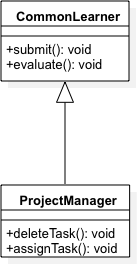 CommonLearner
+submit(): void
+evaluate(): void
ProjectManager
+deleteTask(): void
+assignTask(): void